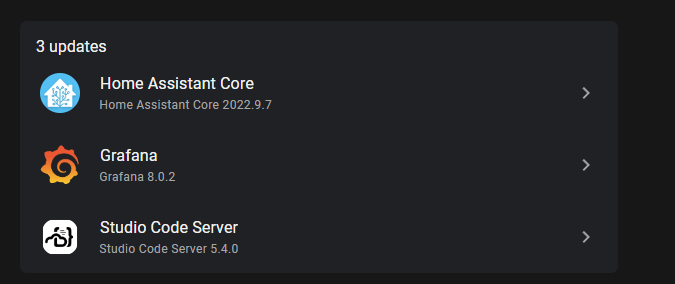 3 updates
Home Assistant Core
Home Assistant Core 2022.9.7
Grafana
Grafana 8.0.2
Studio Code Server
Studio Code Server 5.4.0